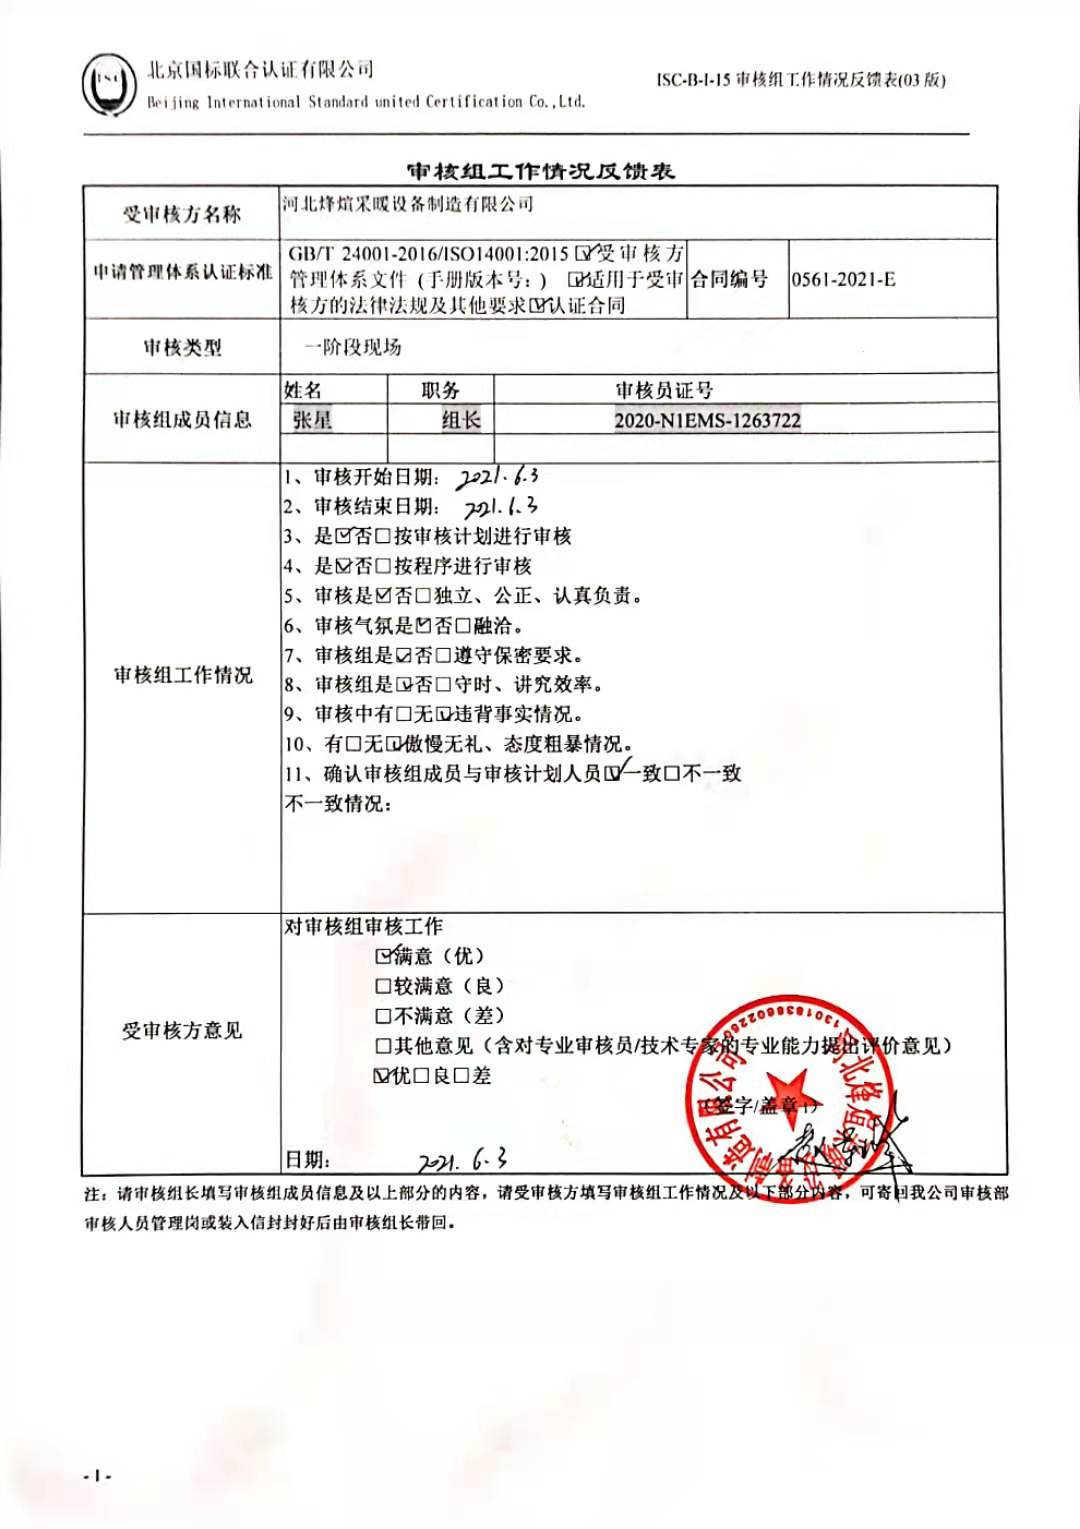 北京国标联合认证有限公司
Beijing International Standard united Certification Co.,Ltd.
ISC-B-I-15 审核组工作情况反馈表(03 版)
审核组工作情况反馈表
受审核方名称
河北烽煊采暖设备制造有限公司
申请管理体系认证标准
GB/T 24001-2016/ISO14001:2015 ☑受审核方
管理体系文件 (手册版本号: ) ☑适用于受审
核方的法律法规及其他要求☑认证合同
合同编号
0561-2021-E
审核类型
一阶段现场
审核组成员信息
姓名 职务 审核员证号
张星 组长 2020-N1EMS-1263722
审核组工作情况
1、审核开始日期: 2021.6.3
2、审核结束日期: 2021.6.3
3、是☑否□按审核计划进行审核
4、是☑否□按程序进行审核
5、审核是☑否□独立、公正、认真负责。
6、审核气氛是☑否□融洽。
7、审核组是☑否□遵守保密要求。
8、审核组是☑否□守时、讲究效率。
9、审核中有□无☑违背事实情况。
10、有□无☑傲慢无礼、态度粗暴情况。
11、确认审核组成员与审核计划人员☑一致□不一致
不一致情况:
受审核方意见
对审核组审核工作
☑满意（优）
□较满意（良）
□不满意（差）
□其他意见（含对专业审核员/技术专家的专业能力提出评价意见）
☑优□良□差
（签字/盖章）
河北烽煊采暖设备制造有限公司
日期: 2021.6.3
注：请审核组长填写审核组成员信息及以上部分的内容，请受审核方填写审核组工作情况及以下部分内容，可寄回我公司审核部
审核人员管理岗或装入信封封好后由审核组长带回。
- 1 -